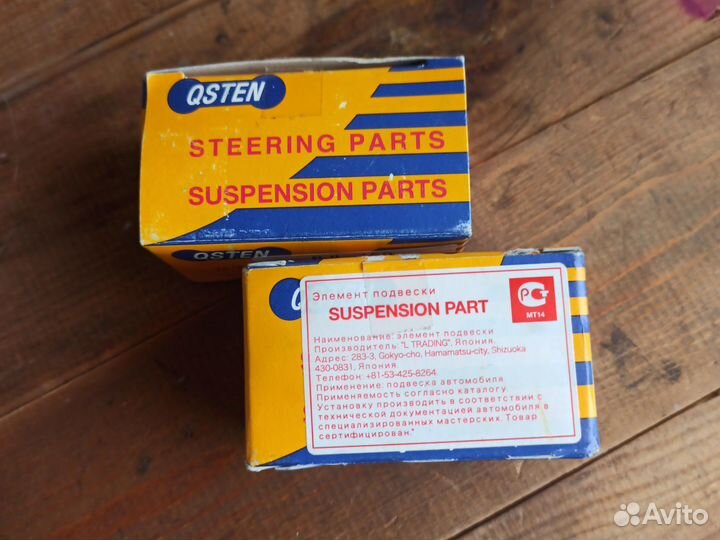 QSTEN
STEERING PARTS
SUSPENSION PARTS
QSTEN
Элемент подвески
SUSPENSION PART
РСТ
МТ14
Наименование: элемент подвески
Производитель: "L TRADING", Япония.
Адрес: 283-3, Gokyo-cho, Hamamatsu-city, Shizuoka
430-0831, Япония
Телефон: +81-53-425-8264.
Применение: подвеска автомобиля
Применяемость согласно каталогу
Установку производить в соответствии с
технической документацией автомобиля в
специализированных мастерских. Товар
сертифицирован."
Avito